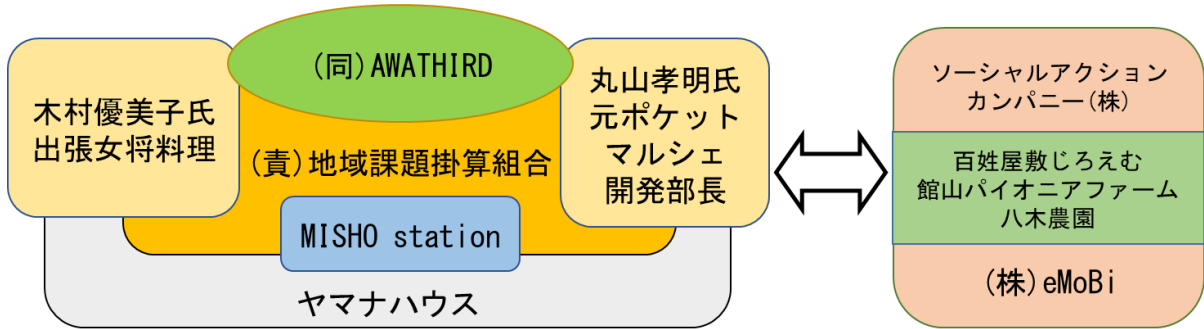 木村優美子氏
出張女将料理
(同)AWATHIRD
(責)地域課題掛算組合
MISHO station
ヤマナハウス
丸山孝明氏
元ポケット
マルシェ
開発部長
ソーシャルアクション
カンパニー(株)
百姓屋敷じろえむ
館山パイオニアファーム
八木農園
(株)eMoBi